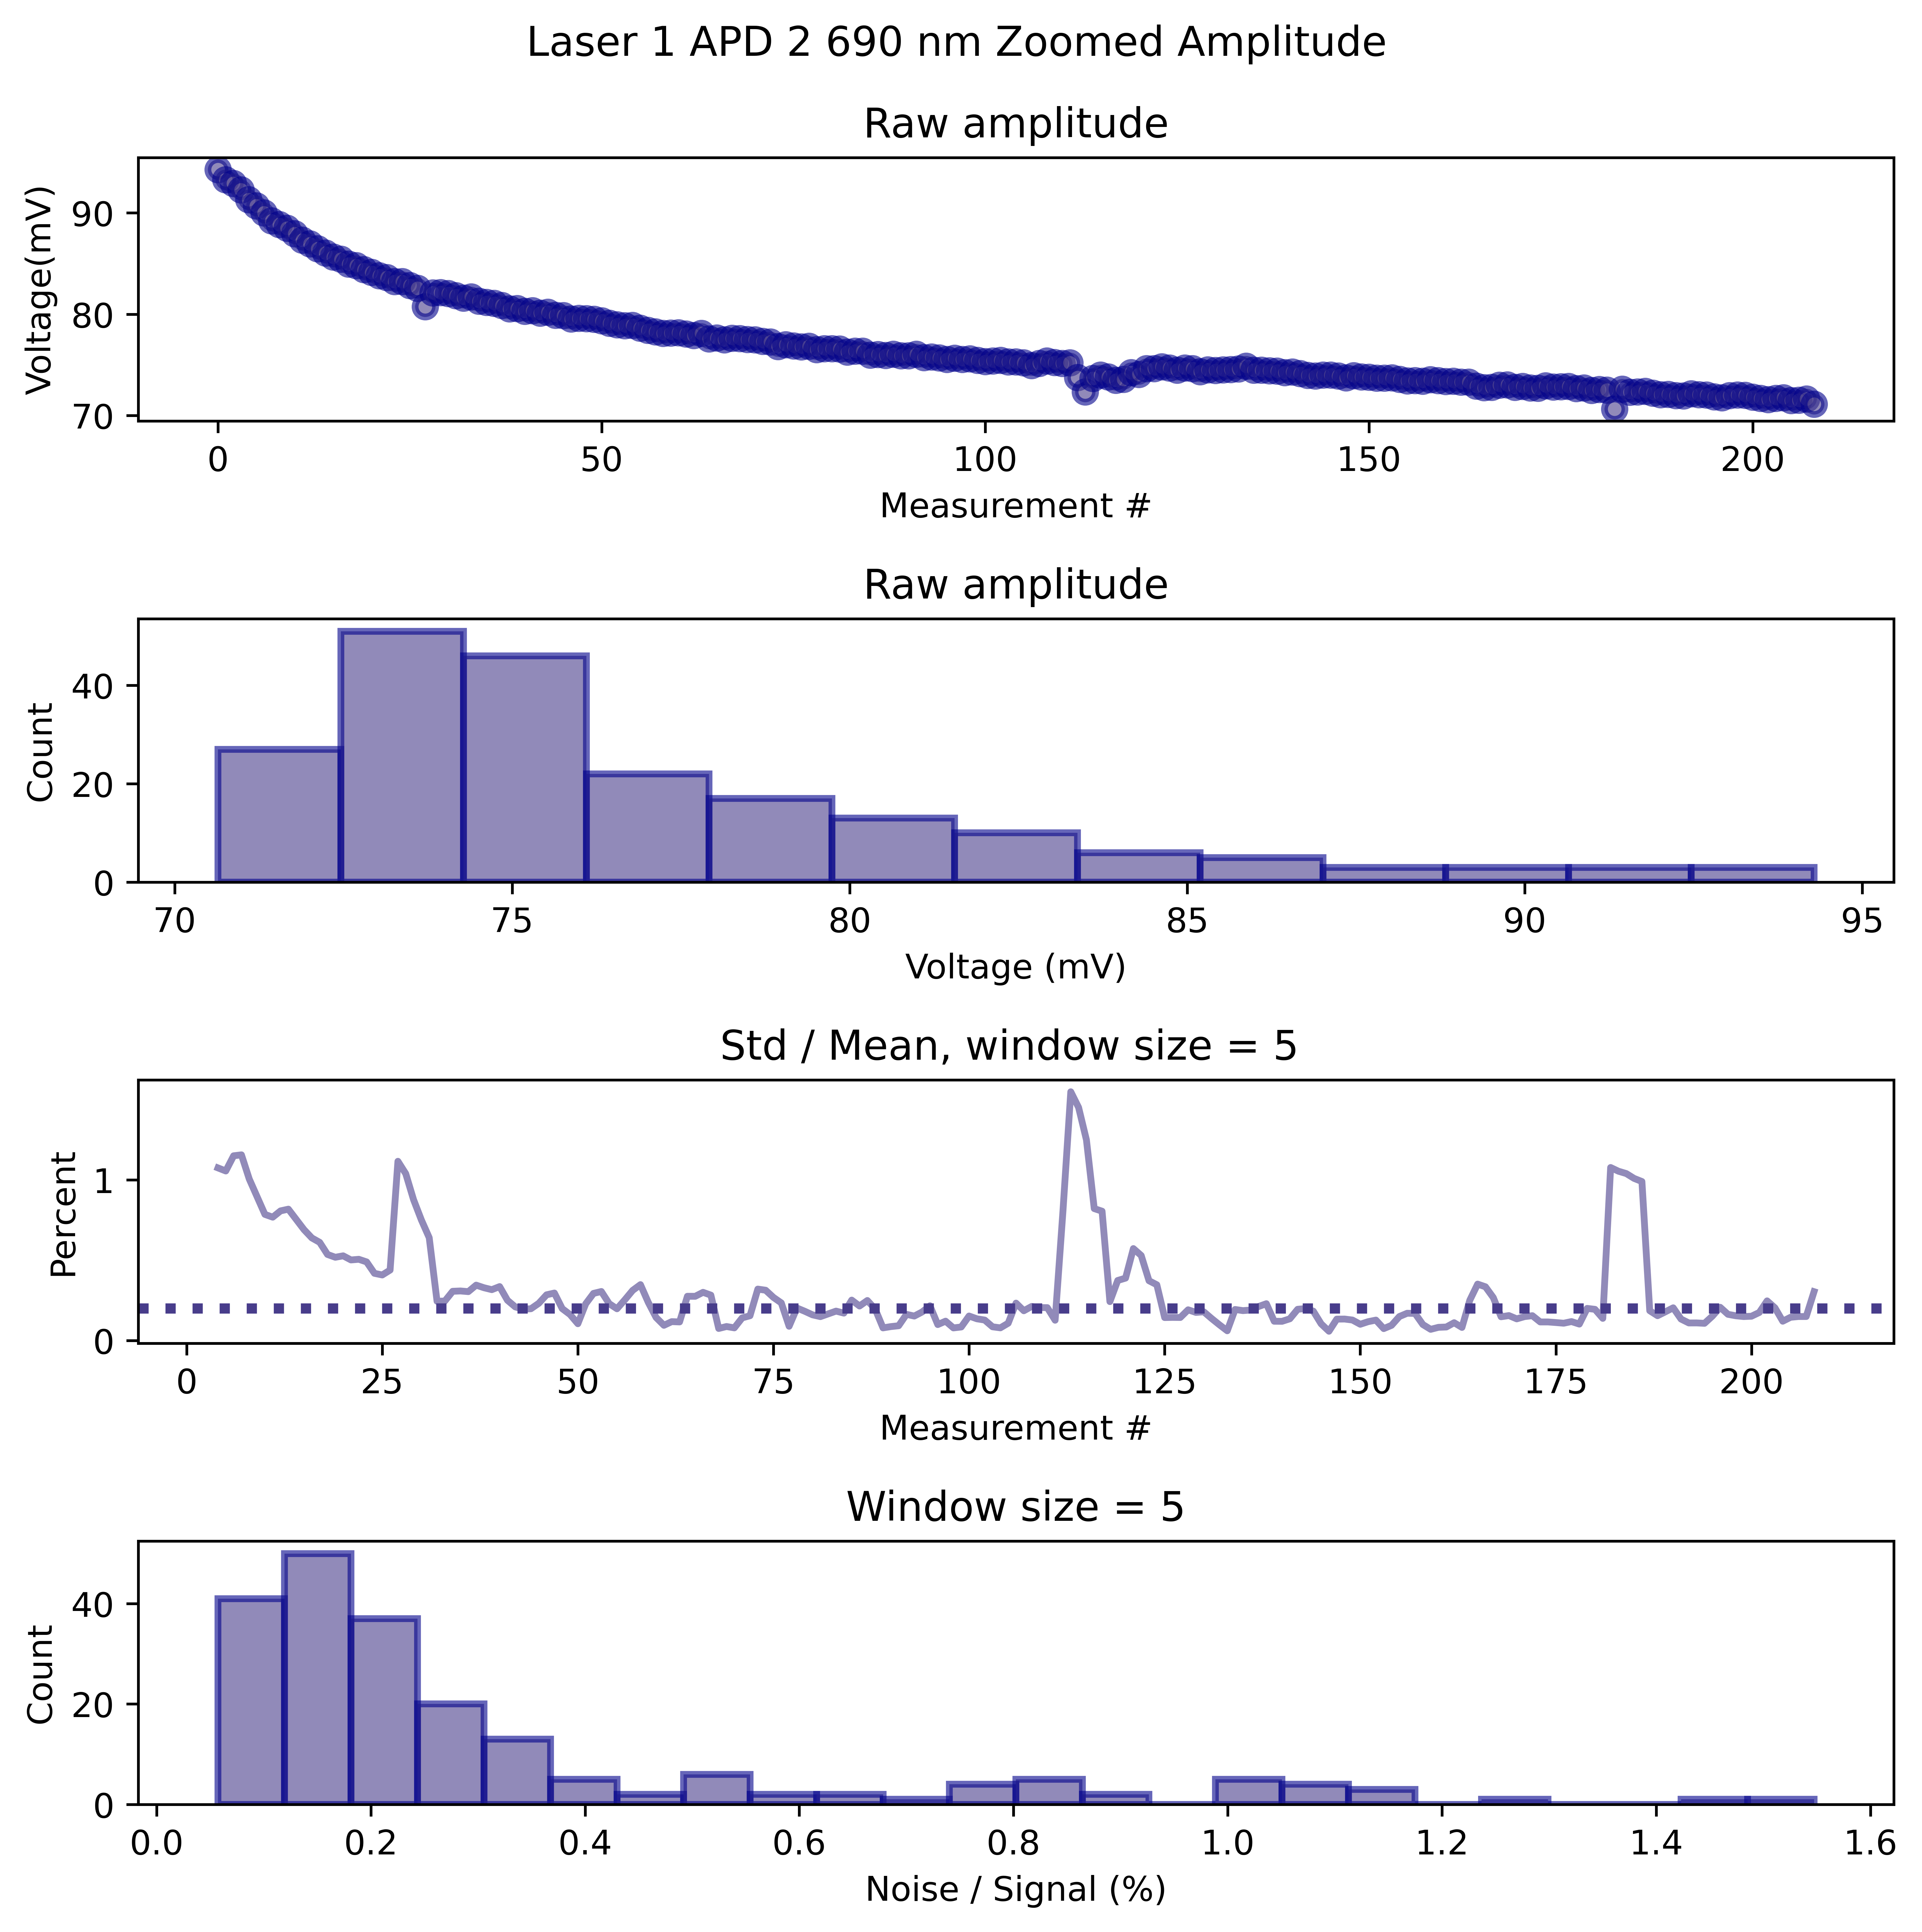 Laser 1 APD 2 690 nm Zoomed Amplitude
Raw amplitude
Voltage(mV)
90
80
70
0 50 100 150 200
Measurement #
Raw amplitude
Count
40
20
0
70 75 80 85 90 95
Voltage (mV)
Std / Mean, window size = 5
Percent
1
0
0 25 50 75 100 125 150 175 200
Measurement #
Window size = 5
Count
40
20
0
0.0 0.2 0.4 0.6 0.8 1.0 1.2 1.4 1.6
Noise / Signal (%)